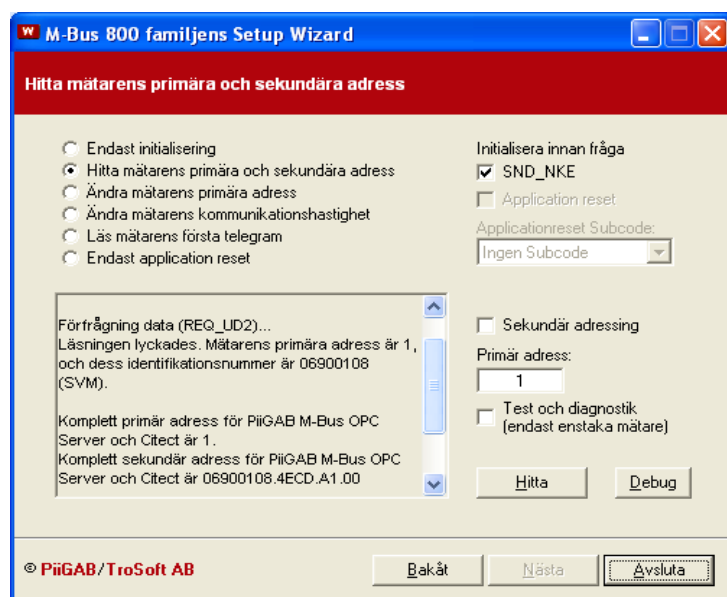 M-Bus 800 familjens Setup Wizard
Hitta mätarens primära och sekundära adress
Endast initialisering
Hitta mätarens primära och sekundära adress
Ändra mätarens primära adress
Ändra mätarens kommunikationshastighet
Läs mätarens första telegram
Endast application reset
Initialisera innan fråga
SND_NKE
Application reset
Applicationreset Subcode:
Ingen Subcode
Förfrågning data (REQ_UD2)...
Läsningen lyckades. Mätarens primära adress är 1,
och dess identifikationsnummer är 06900108
(SVM).
Komplett primär adress för PiiGAB M-Bus OPC
Server och Citect är 1.
Komplett sekundär adress för PiiGAB M-Bus OPC
Server och Citect är 06900108.4ECD.A1.00
Sekundär adressing
Primär adress:
1
Test och diagnostik
(endast enstaka mätare)
Hitta
Debug
© PiiGAB/TroSoft AB
Bakåt
Nästa
Avsluta